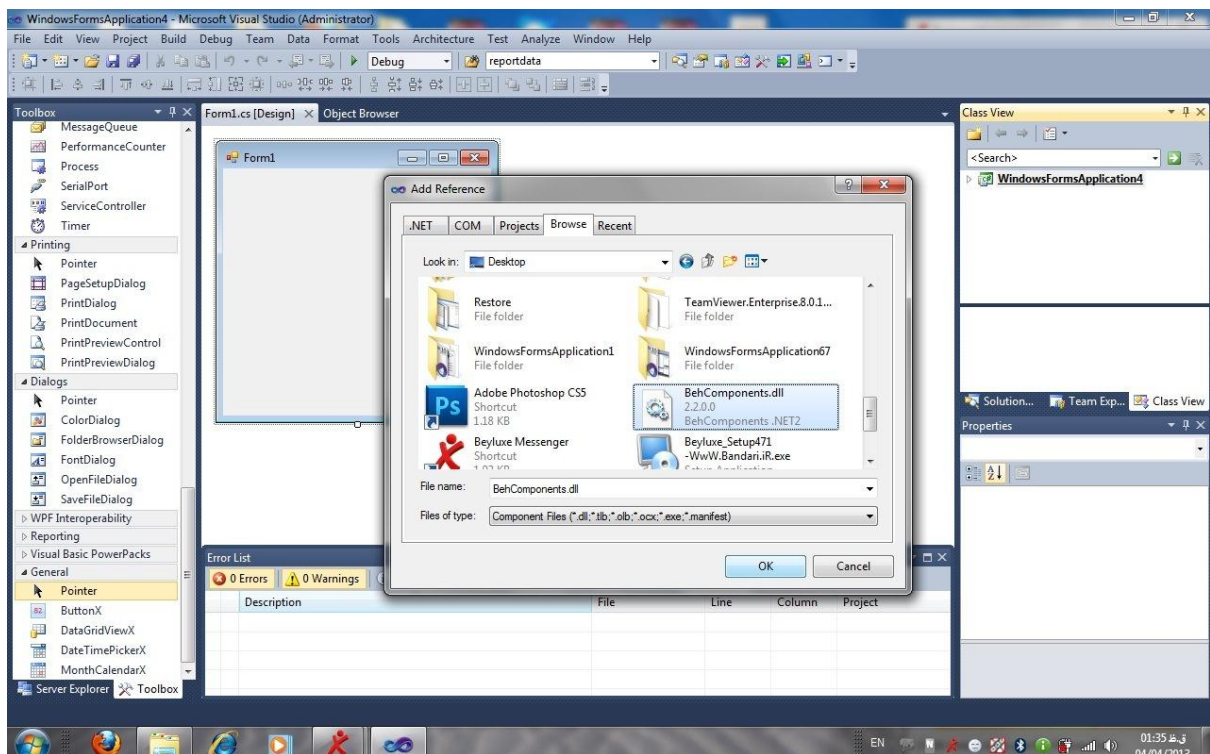 WindowsFormsApplication4 - Microsoft Visual Studio (Administrator)
File Edit View Project Build Debug Team Data Format Tools Architecture Test Analyze Window Help
Debug
reportdata
Toolbox
MessageQueue
PerformanceCounter
Process
SerialPort
ServiceController
Timer
Printing
Pointer
PageSetupDialog
PrintDialog
PrintDocument
PrintPreviewControl
PrintPreviewDialog
Dialogs
Pointer
ColorDialog
FolderBrowserDialog
FontDialog
OpenFileDialog
SaveFileDialog
WPF Interoperability
Reporting
Visual Basic PowerPacks
General
Pointer
ButtonX
DataGridViewX
DateTimePickerX
MonthCalendarX
Server Explorer Toolbox
Form1.cs [Design] Object Browser
Form1
Add Reference
.NET COM Projects Browse Recent
Look in: Desktop
Restore
File folder
TeamViewer.Enterprise.8.0.1...
File folder
WindowsFormsApplication1
File folder
WindowsFormsApplication67
File folder
Ps
Adobe Photoshop CS5
Shortcut
1.18 KB
BehComponents.dll
2.2.0.0
BehComponents .NET2
Beyluxe Messenger
Shortcut
Beyluxe_Setup471
-WwW.Bandari.iR.exe
File name: BehComponents.dll
Files of type: Component Files (*.dll;*.tlb;*.olb;*.ocx;*.exe;*.manifest)
OK Cancel
Error List
0 Errors 0 Warnings
Description File Line Column Project
Class View
<Search>
WindowsFormsApplication4
Solution... Team Exp... Class View
Properties
EN
01:35 ق.ظ
04/04/2013